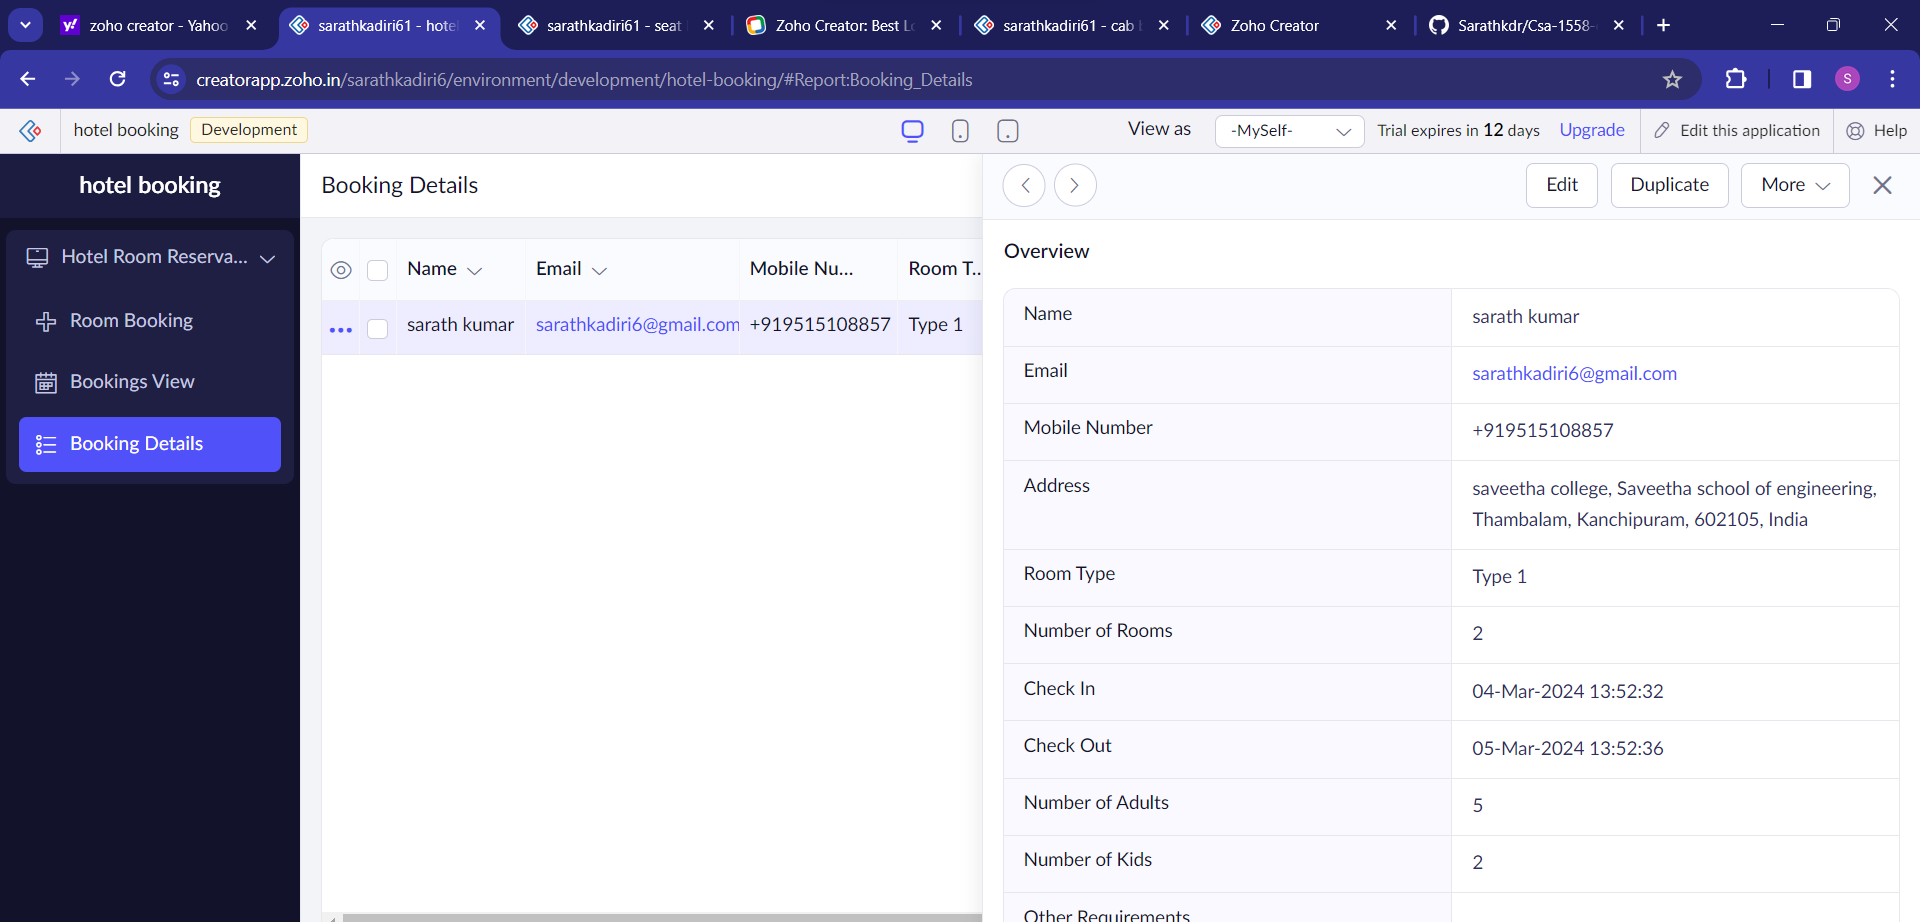 zoho creator - Yahoo
sarathkadiri61 - hotel
sarathkadiri61 - seat
Zoho Creator: Best Lo
sarathkadiri61 - cab b
Zoho Creator
Sarathkdr/Csa-1558-
creatorapp.zoho.in/sarathkadiri6/environment/development/hotel-booking/#Report:Booking_Details
S
hotel booking
Development
View as
-MySelf-
Trial expires in 12 days
Upgrade
Edit this application
Help
hotel booking
Hotel Room Reserva...
Room Booking
Bookings View
Booking Details
Booking Details
Name
Email
Mobile Nu...
Room T...
sarath kumar
sarathkadiri6@gmail.com
+919515108857
Type 1
Edit
Duplicate
More
Overview
Name
sarath kumar
Email
sarathkadiri6@gmail.com
Mobile Number
+919515108857
Address
saveetha college, Saveetha school of engineering,
Thambalam, Kanchipuram, 602105, India
Room Type
Type 1
Number of Rooms
2
Check In
04-Mar-2024 13:52:32
Check Out
05-Mar-2024 13:52:36
Number of Adults
5
Number of Kids
2
Other Requirements